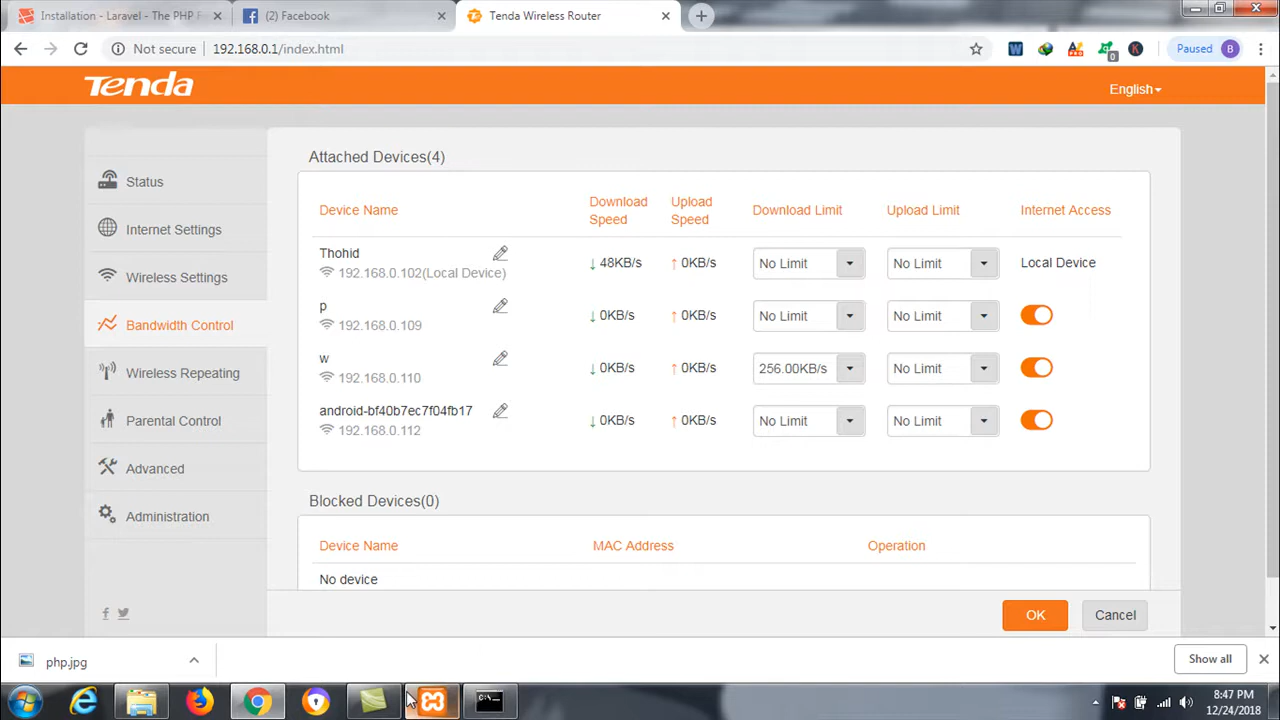 Installation - Laravel - The PHP F
(2) Facebook
Tenda Wireless Router
Not secure
192.168.0.1/index.html
W
0
K
Paused
B
Tenda
English
Status
Internet Settings
Wireless Settings
Bandwidth Control
Wireless Repeating
Parental Control
Advanced
Administration
Attached Devices(4)
Device Name
Download Speed
Upload Speed
Download Limit
Upload Limit
Internet Access
Thohid
192.168.0.102(Local Device)
↓ 48KB/s
↑ 0KB/s
No Limit
No Limit
Local Device
p
192.168.0.109
↓ 0KB/s
↑ 0KB/s
No Limit
No Limit
w
192.168.0.110
↓ 0KB/s
↑ 0KB/s
256.00KB/s
No Limit
android-bf40b7ec7f04fb17
192.168.0.112
↓ 0KB/s
↑ 0KB/s
No Limit
No Limit
Blocked Devices(0)
Device Name
MAC Address
Operation
No device
OK
Cancel
php.jpg
Show all
8:47 PM
12/24/2018